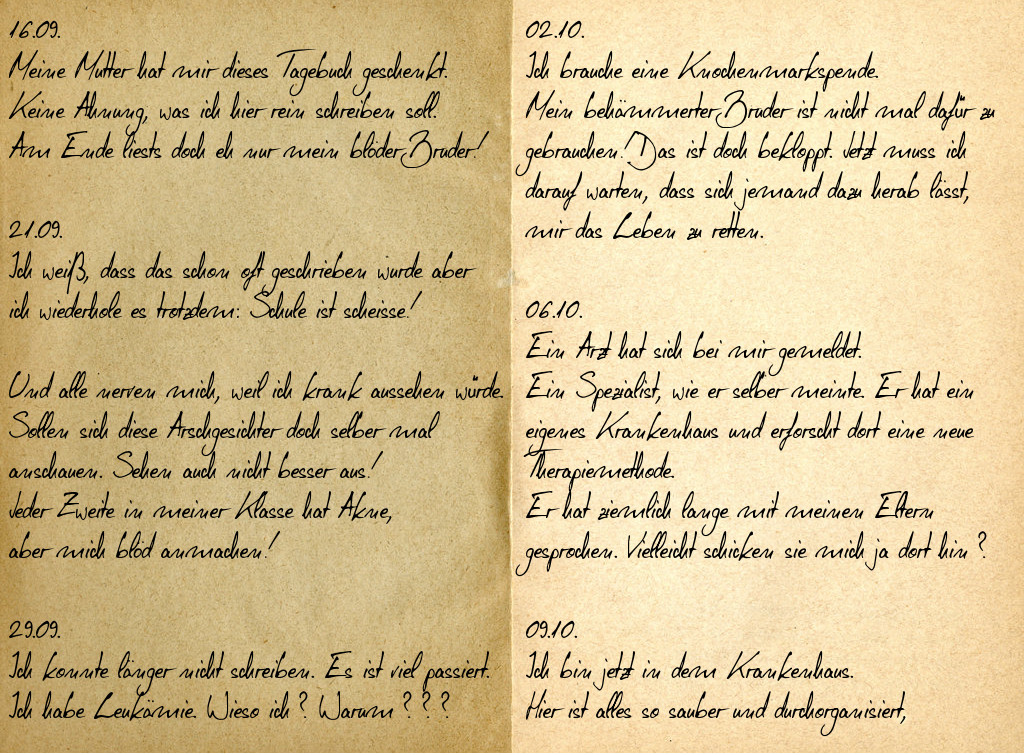 16.09.
Meine Mutter hat mir dieses Tagebuch geschenkt.
Keine Ahnung, was ich hier rein schreiben soll.
Am Ende liests doch eh nur mein blöder Bruder!
21.09.
Ich weiß, dass das schon oft geschrieben wurde aber
ich wiederhole es trotzdem: Schule ist scheisse!
Und alle nerven mich, weil ich krank aussehen würde.
Sollen sich diese Arschgesichter doch selber mal
anschauen. Sehen auch nicht besser aus!
Jeder Zweite in meiner Klasse hat Akne,
aber mich blöd anmachen!
29.09.
Ich konnte länger nicht schreiben. Es ist viel passiert.
Ich habe Leukämie. Wieso ich? Warum???
02.10.
Ich brauche eine Knochenmarkspende.
Mein behämmerter Bruder ist nicht mal dafür zu
gebrauchen! Das ist doch bekloppt. Jetzt muss ich
darauf warten, dass sich jemand dazu herab lässt,
mir das Leben zu retten.
06.10.
Ein Arzt hat sich bei mir gemeldet.
Ein Spezialist, wie er selber meinte. Er hat ein
eigenes Krankenhaus und erforscht dort eine neue
Therapiemethode.
Er hat ziemlich lange mit meinen Eltern
gesprochen. Vielleicht schicken sie mich ja dort hin?
09.10.
Ich bin jetzt in dem Krankenhaus.
Hier ist alles so sauber und durchorganisiert,